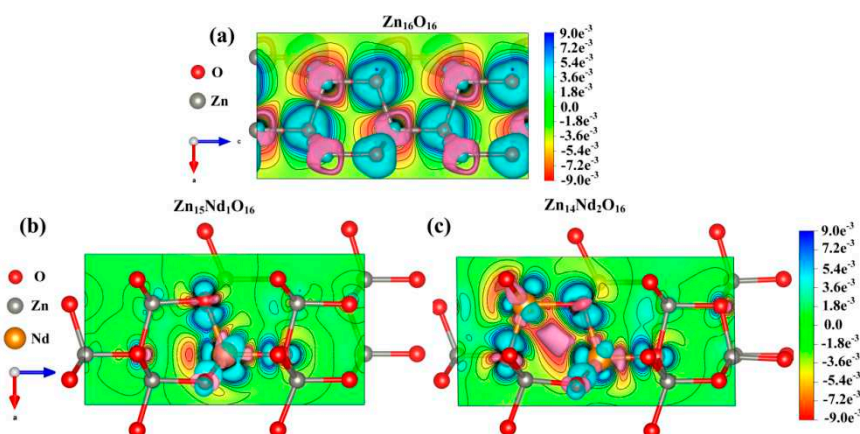 Zn₁₆O₁₆
(a)
O
Zn
c
a
9.0e⁻³
7.2e⁻³
5.4e⁻³
3.6e⁻³
1.8e⁻³
0.0
-1.8e⁻³
-3.6e⁻³
-5.4e⁻³
-7.2e⁻³
-9.0e⁻³
Zn₁₅Nd₁O₁₆
(b)
O
Zn
Nd
a
Zn₁₄Nd₂O₁₆
(c)
9.0e⁻³
7.2e⁻³
5.4e⁻³
3.6e⁻³
1.8e⁻³
0.0
-1.8e⁻³
-3.6e⁻³
-5.4e⁻³
-7.2e⁻³
-9.0e⁻³